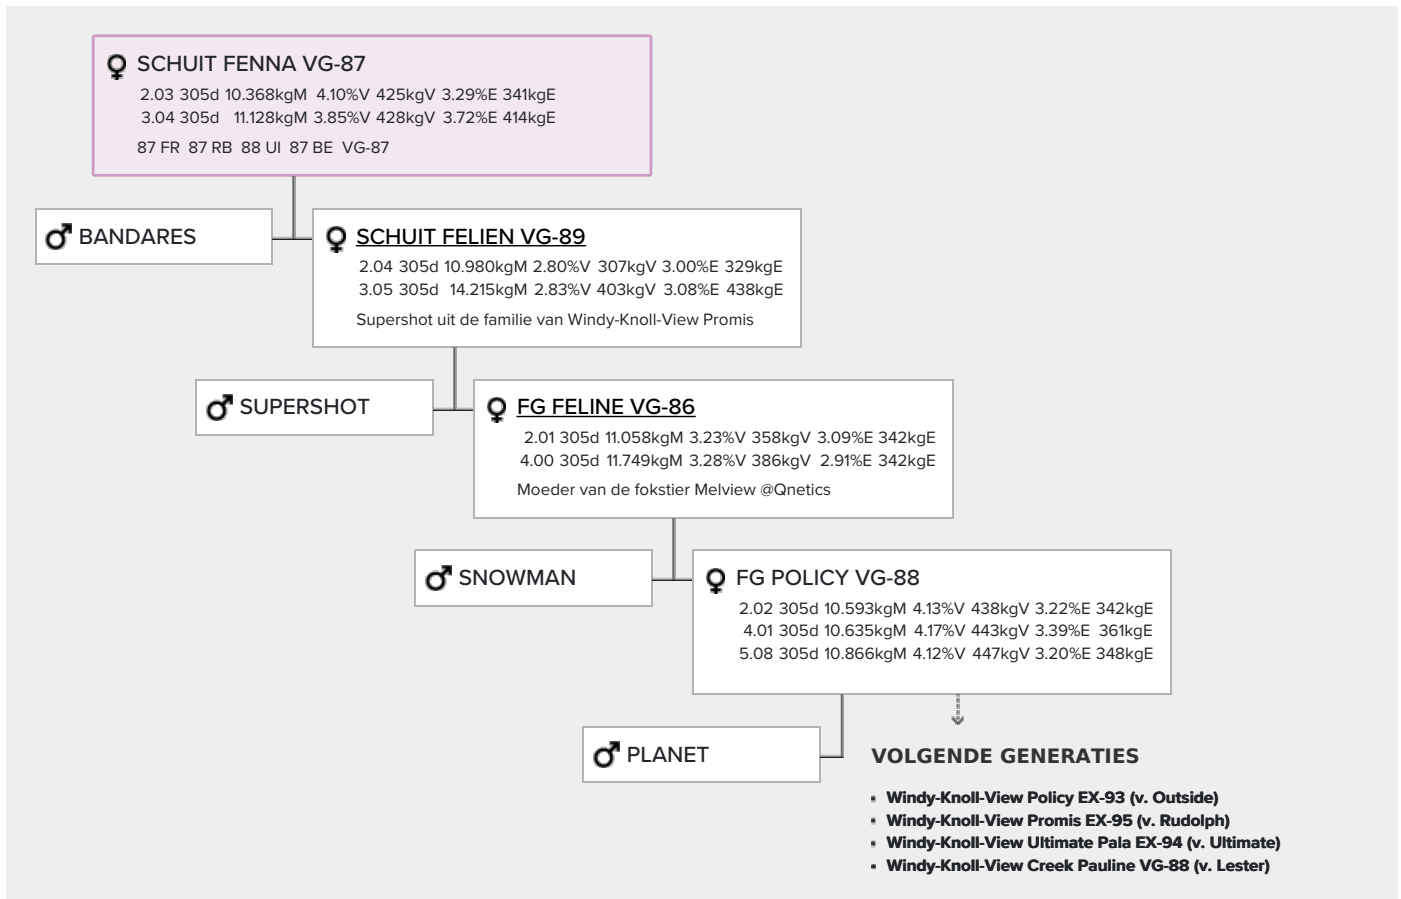 SCHUIT FENNA VG-87
2.03 305d 10.368kgM 4.10%V 425kgV 3.29%E 341kgE
3.04 305d 11.128kgM 3.85%V 428kgV 3.72%E 414kgE
87 FR 87 RB 88 UI 87 BE VG-87
BANDARES
SCHUIT FELIEN VG-89
2.04 305d 10.980kgM 2.80%V 307kgV 3.00%E 329kgE
3.05 305d 14.215kgM 2.83%V 403kgV 3.08%E 438kgE
Supershot uit de familie van Windy-Knoll-View Promis
SUPERSHOT
FG FELINE VG-86
2.01 305d 11.058kgM 3.23%V 358kgV 3.09%E 342kgE
4.00 305d 11.749kgM 3.28%V 386kgV 2.91%E 342kgE
Moeder van de fokstier Melview @Qnetics
SNOWMAN
FG POLICY VG-88
2.02 305d 10.593kgM 4.13%V 438kgV 3.22%E 342kgE
4.01 305d 10.635kgM 4.17%V 443kgV 3.39%E 361kgE
5.08 305d 10.866kgM 4.12%V 447kgV 3.20%E 348kgE
PLANET
VOLGENDE GENERATIES
Windy-Knoll-View Policy EX-93 (v. Outside)
Windy-Knoll-View Promis EX-95 (v. Rudolph)
Windy-Knoll-View Ultimate Pala EX-94 (v. Ultimate)
Windy-Knoll-View Creek Pauline VG-88 (v. Lester)